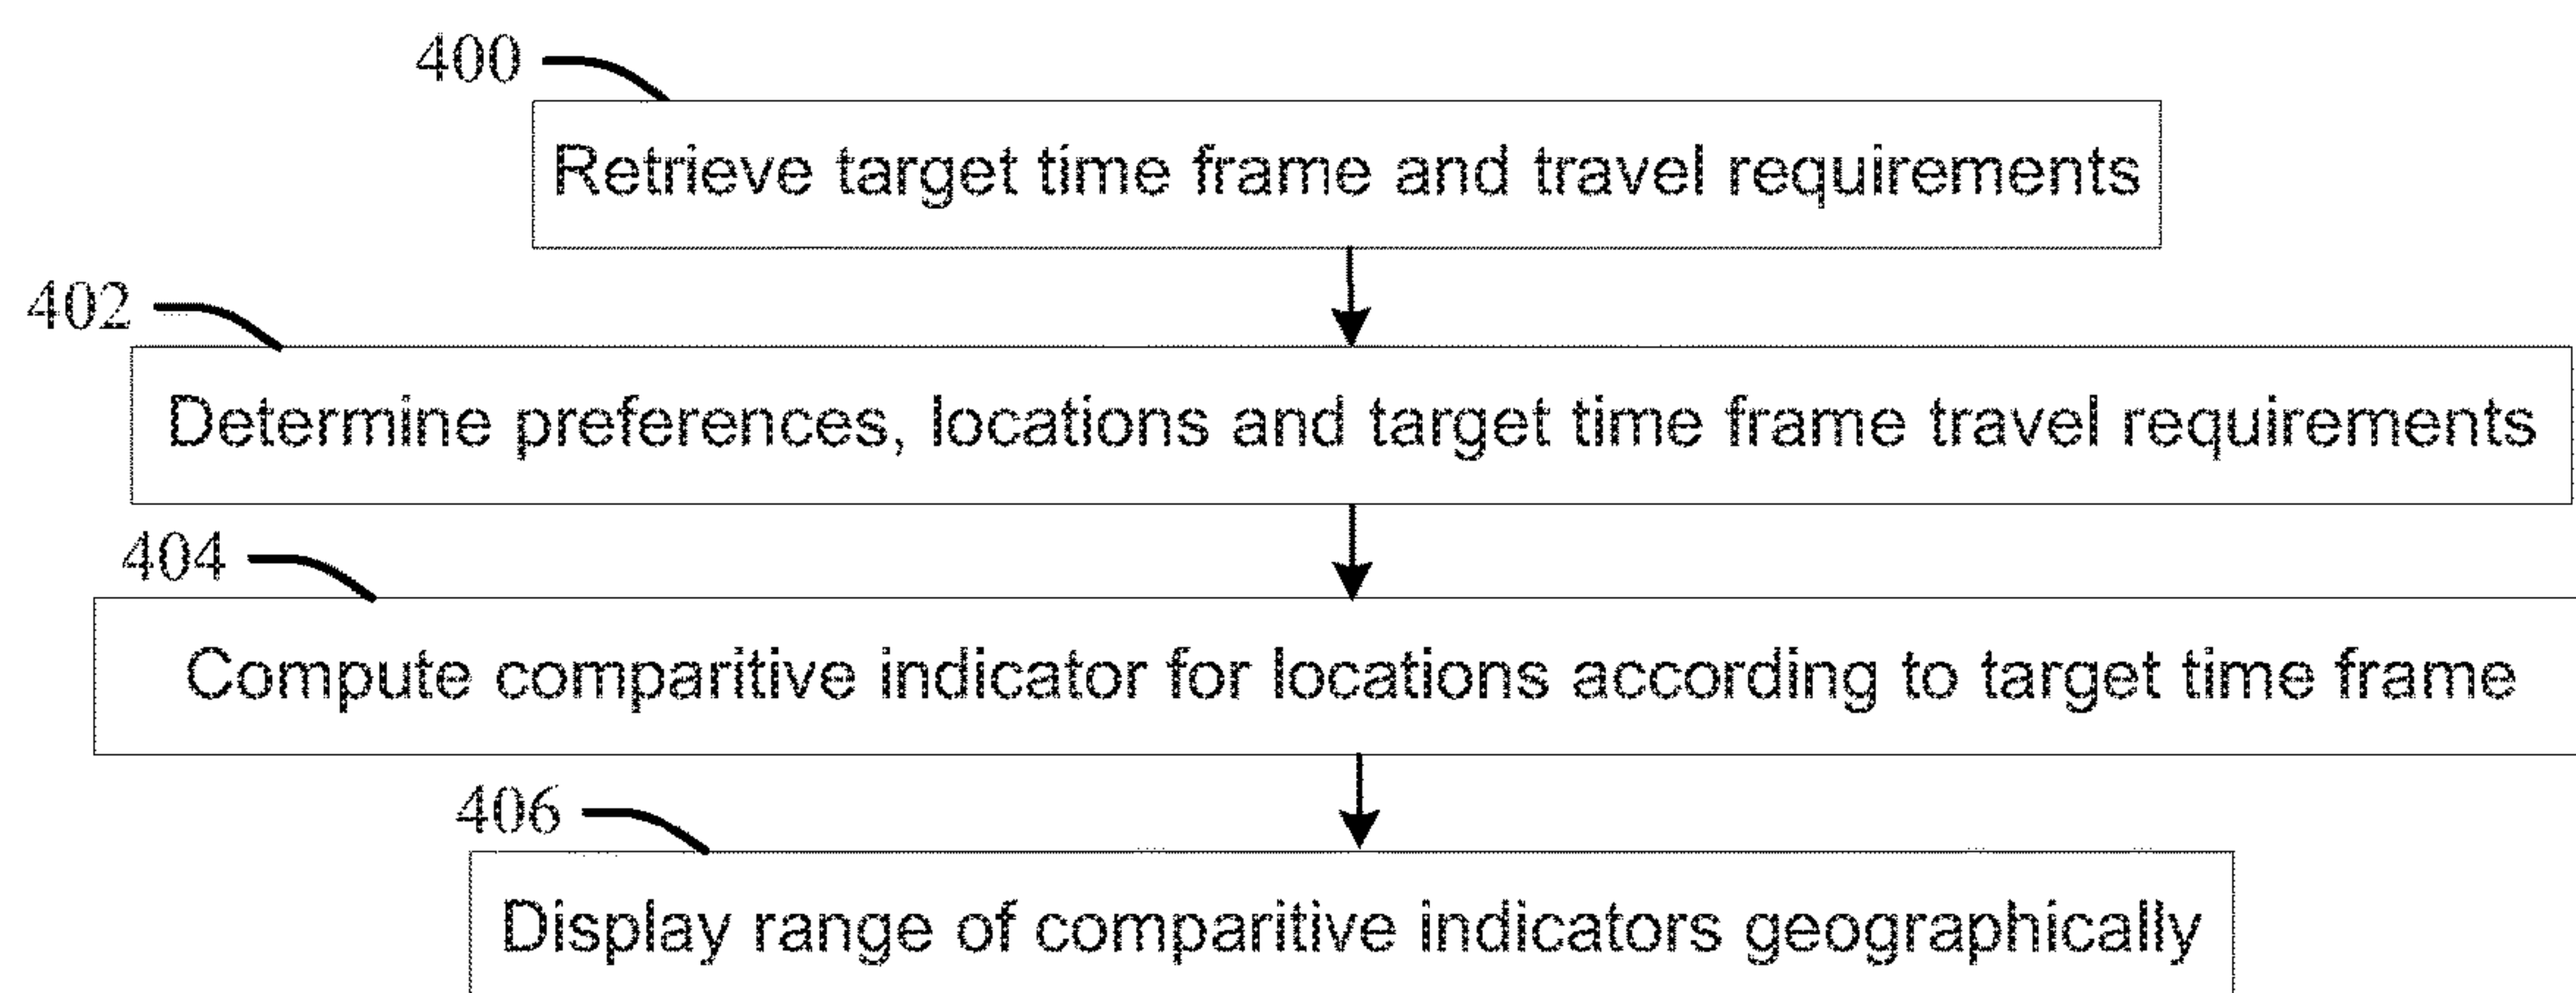 400
Retrieve target time frame and travel requirements
402
Determine preferences, locations and target time frame travel requirements
404
Compute comparitive indicator for locations according to target time frame
406
Display range of comparitive indicators geographically